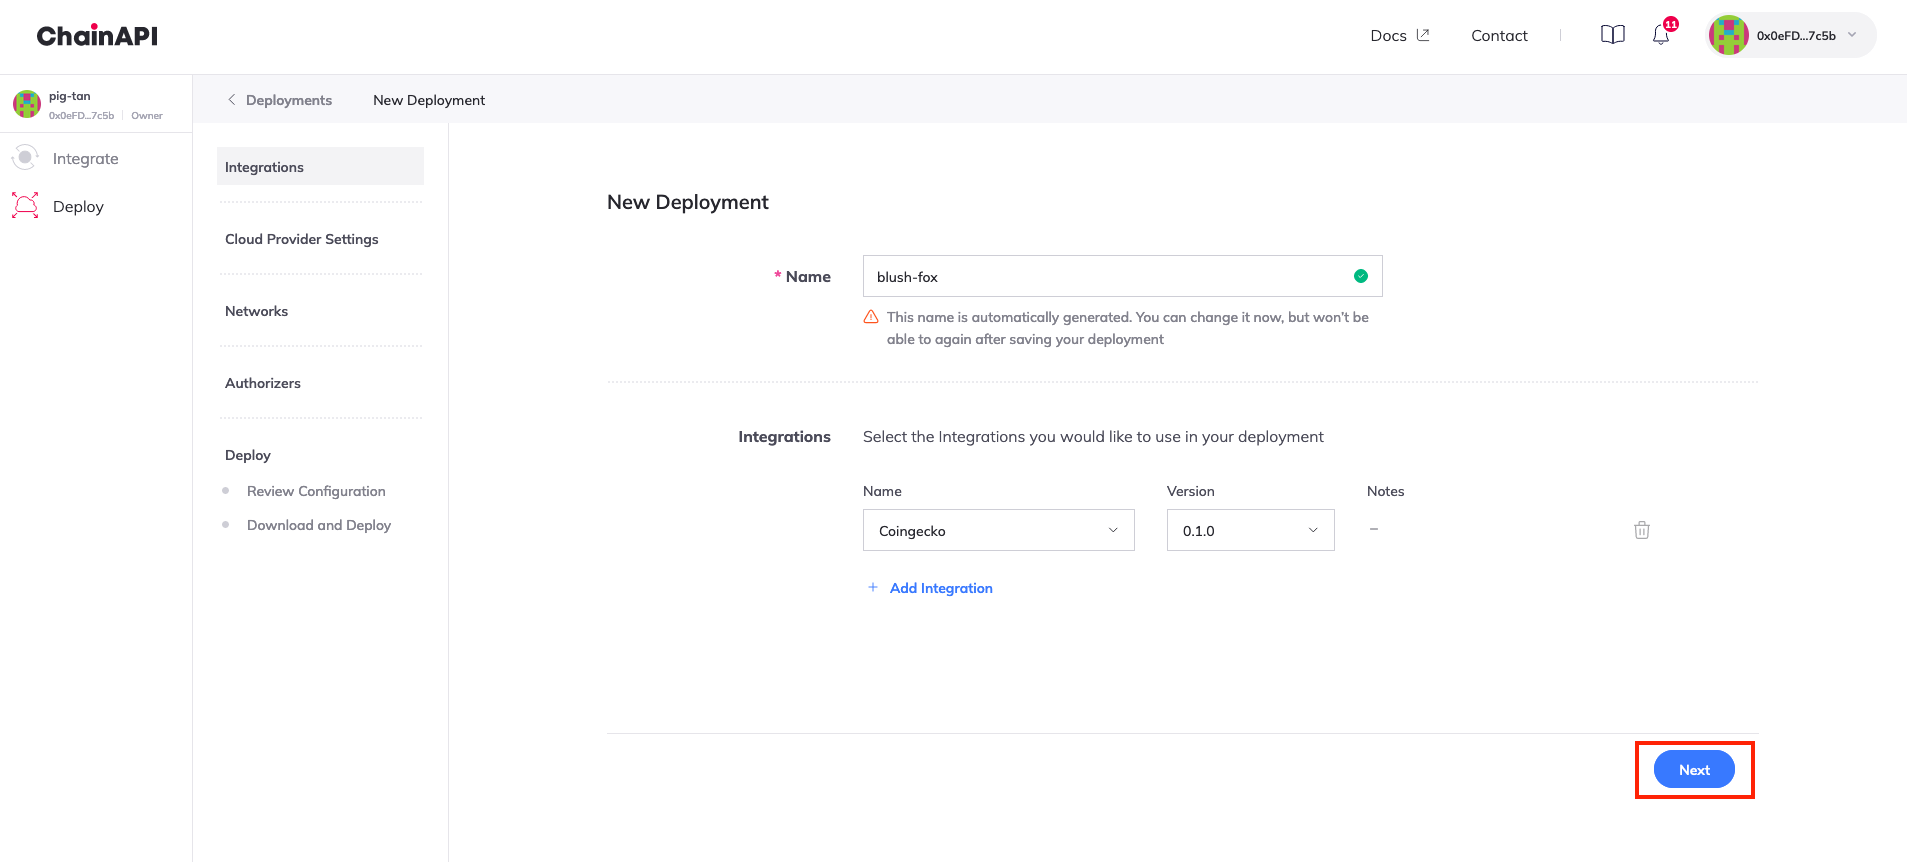 ChainAPI
Docs
Contact
11
0x0eFD...7c5b
pig-tan
0x0eFD...7c5b
Owner
Integrate
Deploy
Deployments
New Deployment
Integrations
Cloud Provider Settings
Networks
Authorizers
Deploy
Review Configuration
Download and Deploy
New Deployment
* Name
blush-fox
This name is automatically generated. You can change it now, but won't be
able to again after saving your deployment
Integrations
Select the Integrations you would like to use in your deployment
Name
Version
Notes
Coingecko
0.1.0
–
+ Add Integration
Next